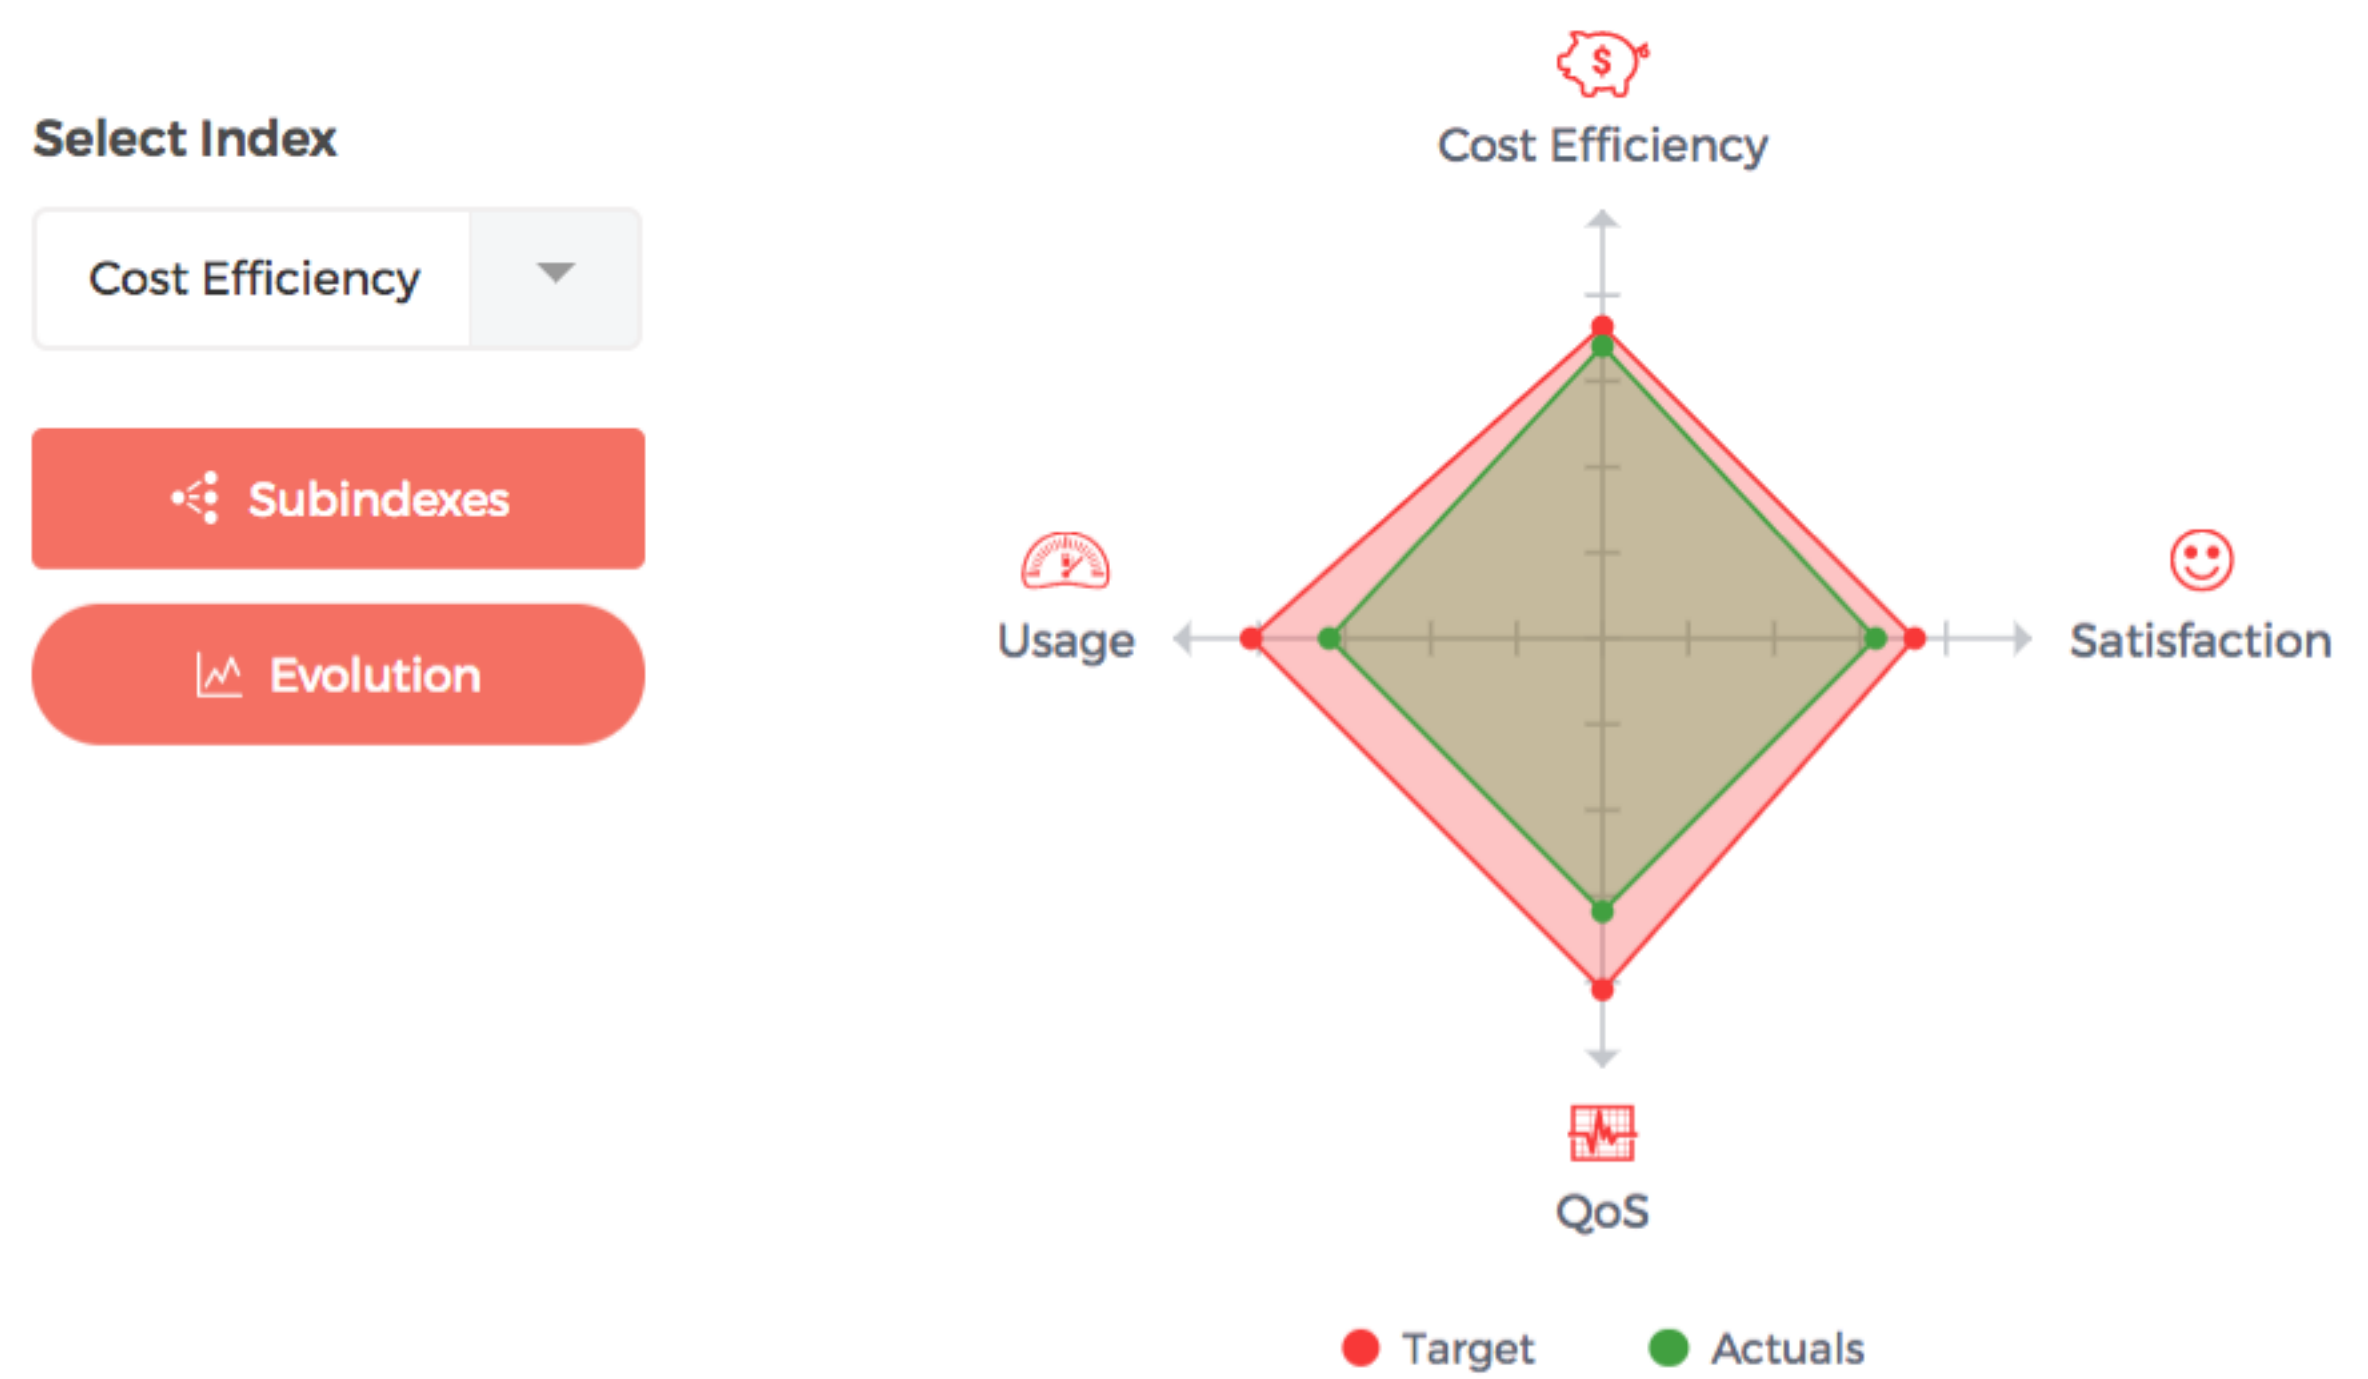 Select Index
Cost Efficiency
Subindexes
Evolution
$
Cost Efficiency
Usage
Satisfaction
QoS
Target
Actuals